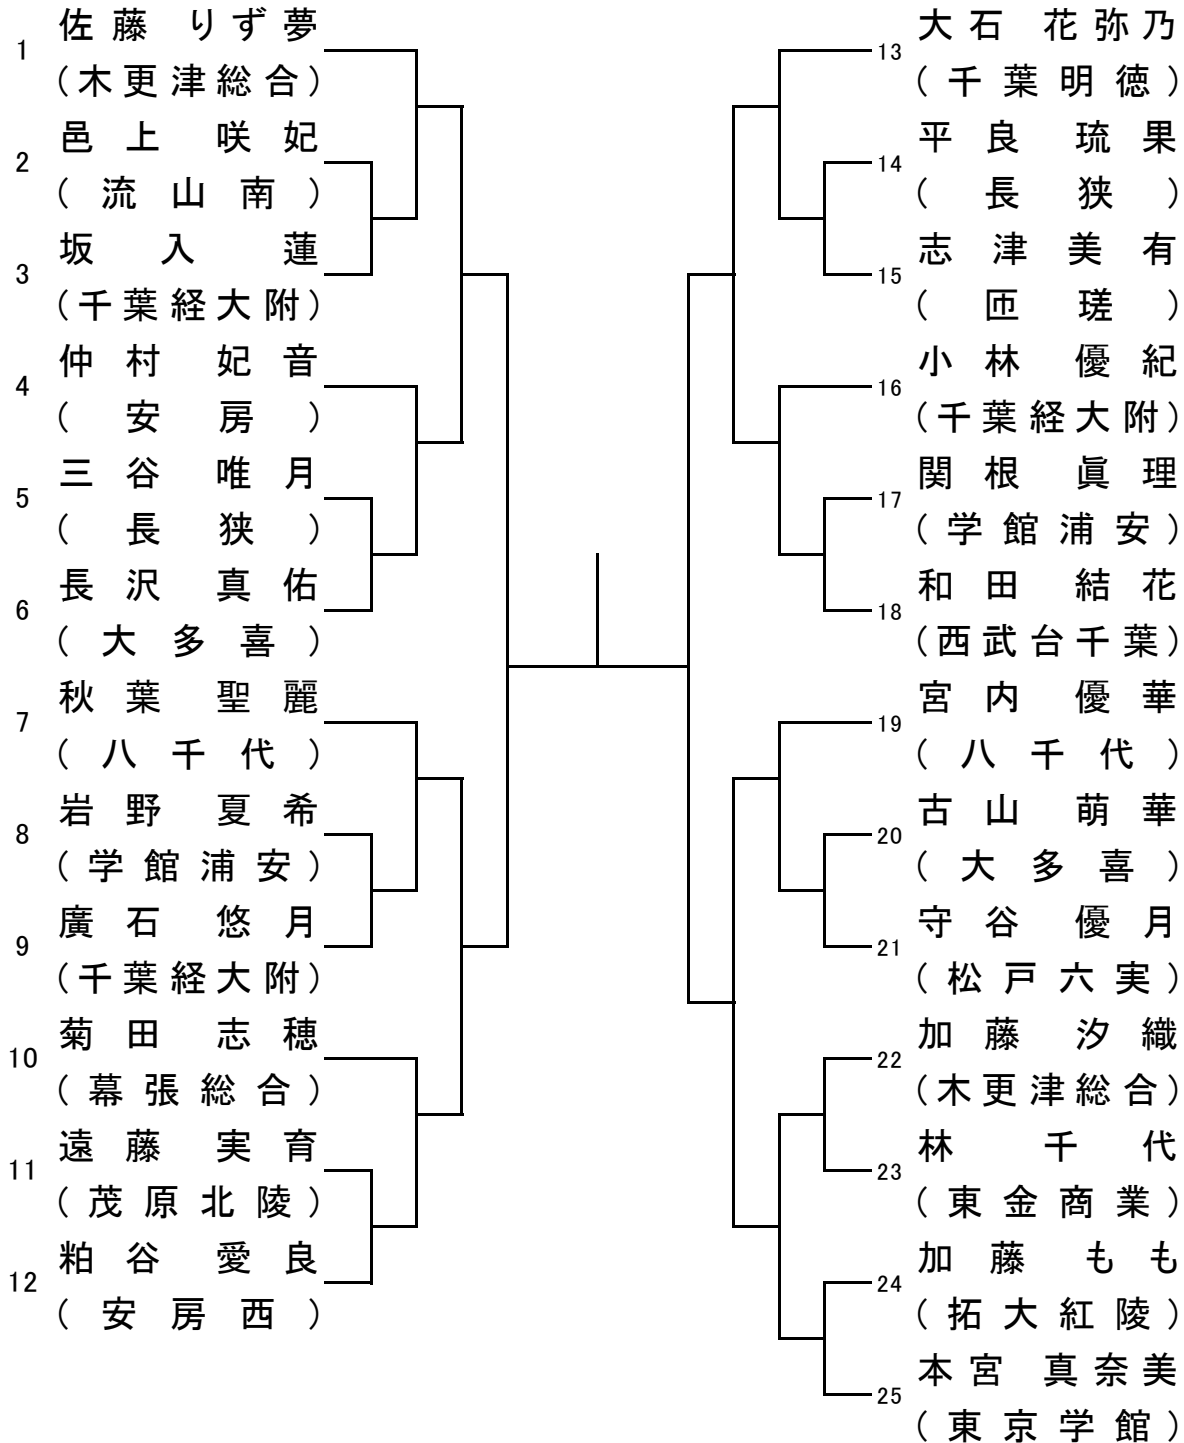 1 佐藤 りず夢
(木更津総合)
2 邑上 咲妃
(流山南)
3 坂入 蓮
(千葉経大附)
4 仲村 妃音
(安房)
5 三谷 唯月
(長狭)
6 長沢 真佑
(大多喜)
7 秋葉 聖麗
(八千代)
8 岩野 夏希
(学館浦安)
9 廣石 悠月
(千葉経大附)
10 菊田 志穂
(幕張総合)
11 遠藤 実育
(茂原北陵)
12 粕谷 愛良
(安房西)
13 大石 花弥乃
(千葉明徳)
14 平良 琉果
(長狭)
15 志津 美有
(匝瑳)
16 小林 優紀
(千葉経大附)
17 関根 眞理
(学館浦安)
18 和田 結花
(西武台千葉)
19 宮内 優華
(八千代)
20 古山 萌華
(大多喜)
21 守谷 優月
(松戸六実)
22 加藤 汐織
(木更津総合)
23 林 千代
(東金商業)
24 加藤 もも
(拓大紅陵)
25 本宮 真奈美
(東京学館)